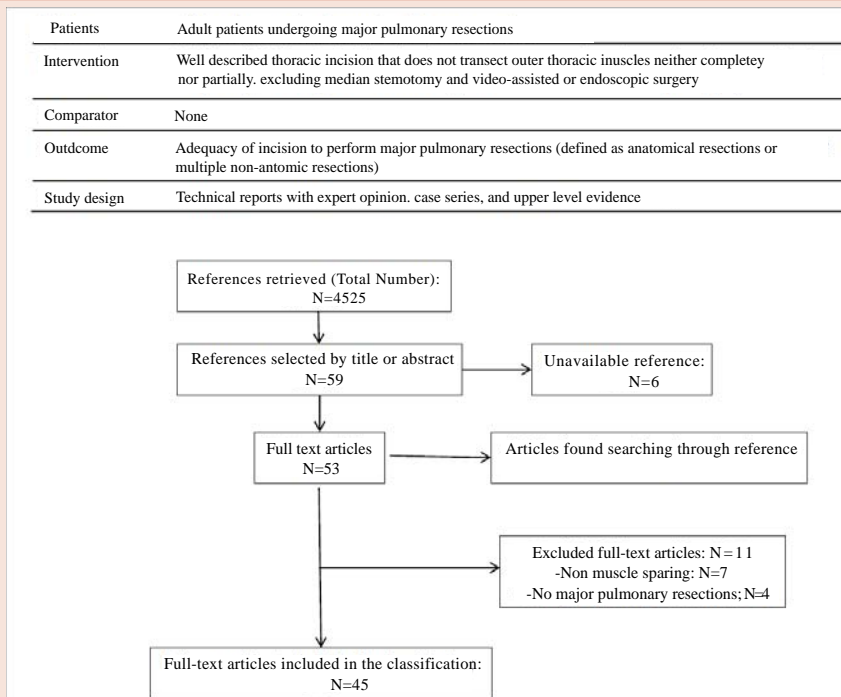 Patients Adult patients undergoing major pulmonary resections
Intervention Well described thoracic incision that does not transect outer thoracic inuscles neither completey
nor partially. excluding median stemotomy and video-assisted or endoscopic surgery
Comparator None
Outdcome Adequacy of incision to perform major pulmonary resections (defined as anatomical resections or
multiple non-antomic resections)
Study design Technical reports with expert opinion. case series, and upper level evidence
References retrieved (Total Number):
N=4525
References selected by title or abstract
N=59
Unavailable reference:
N=6
Full text articles
N=53
Articles found searching through reference
Excluded full-text articles: N=11
-Non muscle sparing: N=7
-No major pulmonary resections; N=4
Full-text articles included in the classification:
N=45